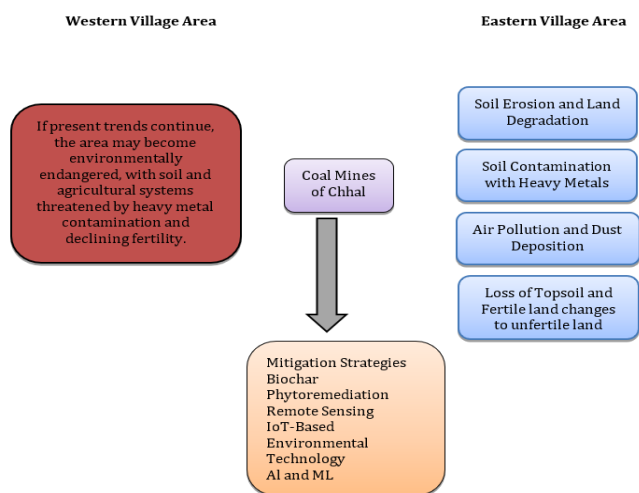 Western Village Area
Eastern Village Area
If present trends continue,
the area may become
environmentally
endangered, with soil and
agricultural systems
threatened by heavy metal
contamination and
declining fertility.
Coal Mines
of Chhal
Soil Erosion and Land
Degradation
Soil Contamination
with Heavy Metals
Air Pollution and Dust
Deposition
Loss of Topsoil and
Fertile land changes
to unfertile land
Mitigation Strategies
Biochar
Phytoremediation
Remote Sensing
IoT-Based
Environmental
Technology
Al and ML